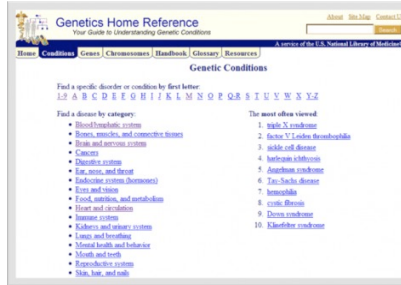 About Site Map Contact
Genetics Home Reference
Your Guide to Understanding Genetic Conditions
Search
A service of the U.S. National Library of Medicine
Home Conditions Genes Chromosomes Handbook Glossary Resources
Genetic Conditions
Find a specific disorder or condition by first letter:
1-9 A B C D E F G H I J K L M N O P Q-R S T U V W X Y-Z
Find a disease by category:
Blood/lymphatic system
Bones, muscles, and connective tissues
Brain and nervous system
Cancers
Digestive system
Ear, nose, and throat
Endocrine system (hormones)
Eyes and vision
Food, nutrition, and metabolism
Heart and circulation
Immune system
Kidneys and urinary system
Lungs and breathing
Mental health and behavior
Mouth and teeth
Reproductive system
Skin, hair, and nails
The most often viewed:
1. triple X syndrome
2. factor V Leiden thrombophilia
3. sickle cell disease
4. harlequin ichthyosis
5. Angelman syndrome
6. Tay-Sachs disease
7. hemophilia
8. cystic fibrosis
9. Down syndrome
10. Klinefelter syndrome